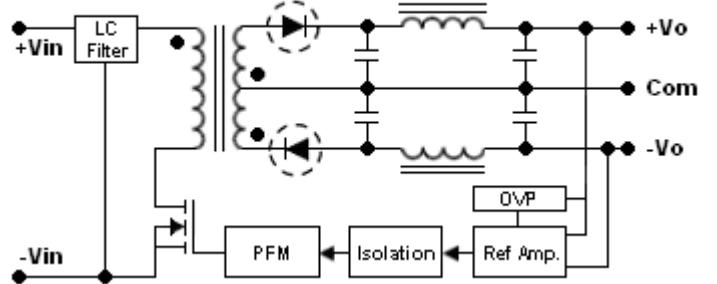 LC
Filter
+Vin
+Vo
Com
-Vo
OVP
-Vin
PFM
Isolation
Ref Amp.